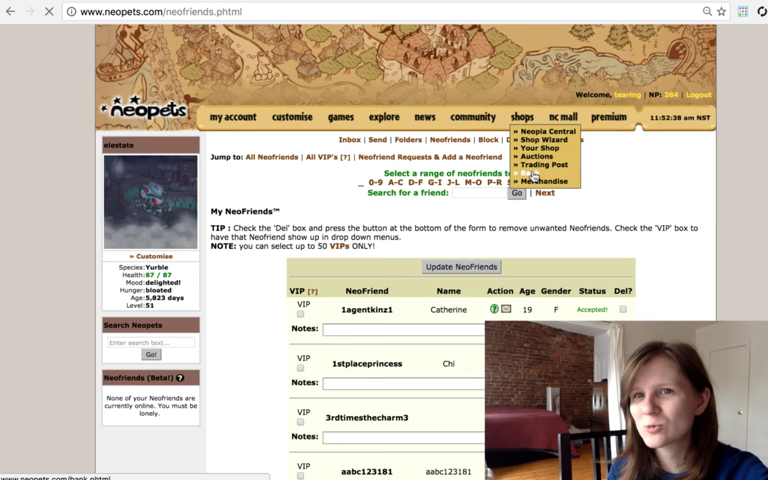 www.neopets.com/neofriends.phtml
Welcome, tearing | NP: 264 | Logout
neopets
my account customise games explore news community shops nc mall premium 11:52:38 am NST
» Neopia Central
» Shop Wizard
» Your Shop
» Auctions
» Trading Post
» Merchandise
elestate
» Customise
Species: Yurble
Health: 87 / 87
Mood: delighted!
Hunger: bloated
Age: 5,823 days
Level: 51
Search Neopets
Enter search text...
Go!
Neofriends (Beta!) ?
None of your Neofriends are
currently online. You must be
lonely.
Inbox | Send | Folders | Neofriends | Block
Jump to: All Neofriends | All VIP's [?] | Neofriend Requests & Add a Neofriend
Select a range of neofriends
_ 0-9 A-C D-F G-I J-L M-O P-R
Search for a friend: Go | Next
My NeoFriends™
TIP : Check the 'Del' box and press the button at the bottom of the form to remove unwanted Neofriends. Check the 'VIP' box to
have that Neofriend show up in drop down menus.
NOTE: you can select up to 50 VIPs ONLY!
Update NeoFriends
VIP [?] NeoFriend Name Action Age Gender Status Del?
VIP 1agentkinz1 Catherine 19 F Accepted!
Notes:
VIP 1stplaceprincess Chi
Notes:
VIP 3rdtimesthecharm3
Notes:
VIP aabc123181 aabc123181
www.neopets.com/bank.phtml